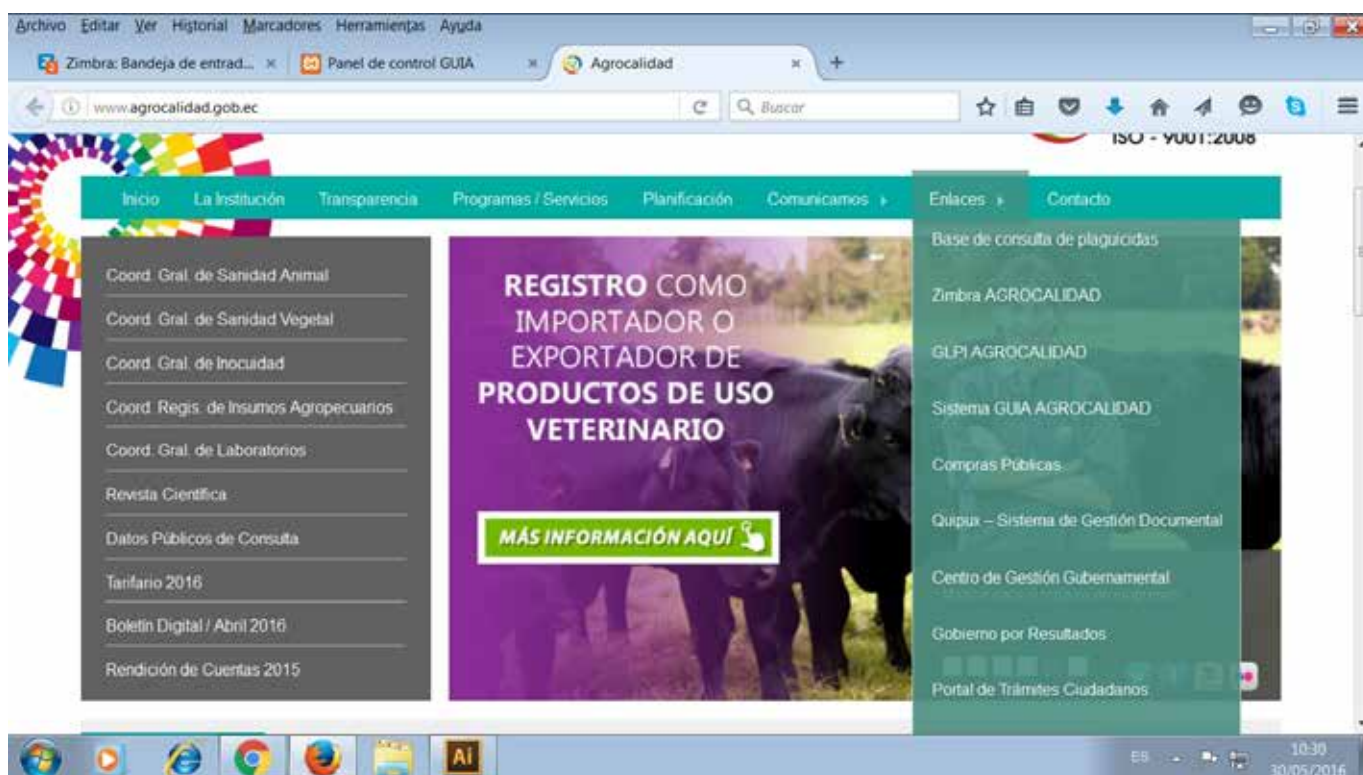 Archivo Editar Ver Historial Marcadores Herramientas Ayuda
Zimbra: Bandeja de entrad...
Panel de control GUIA
Agrocalidad
www.agrocalidad.gob.ec
Buscar
ISO - 9001:2008
Inicio La Institución Transparencia Programas / Servicios Planificación Comunicamos Enlaces Contacto
Coord. Gral. de Sanidad Animal
Coord. Gral. de Sanidad Vegetal
Coord. Gral. de Inocuidad
Coord. Regis. de Insumos Agropecuarios
Coord. Gral. de Laboratorios
Revista Científica
Datos Públicos de Consulta
Tarifario 2016
Boletín Digital / Abril 2016
Rendición de Cuentas 2015
REGISTRO COMO
IMPORTADOR O
EXPORTADOR DE
PRODUCTOS DE USO
VETERINARIO
MÁS INFORMACIÓN AQUÍ
Base de consulta de plaguicidas
Zimbra AGROCALIDAD
GLPI AGROCALIDAD
Sistema GUIA AGROCALIDAD
Compras Públicas
Quipux – Sistema de Gestión Documental
Centro de Gestión Gubernamental
Gobierno por Resultados
Portal de Trámites Ciudadanos
Ai
ES
10:30
30/05/2016